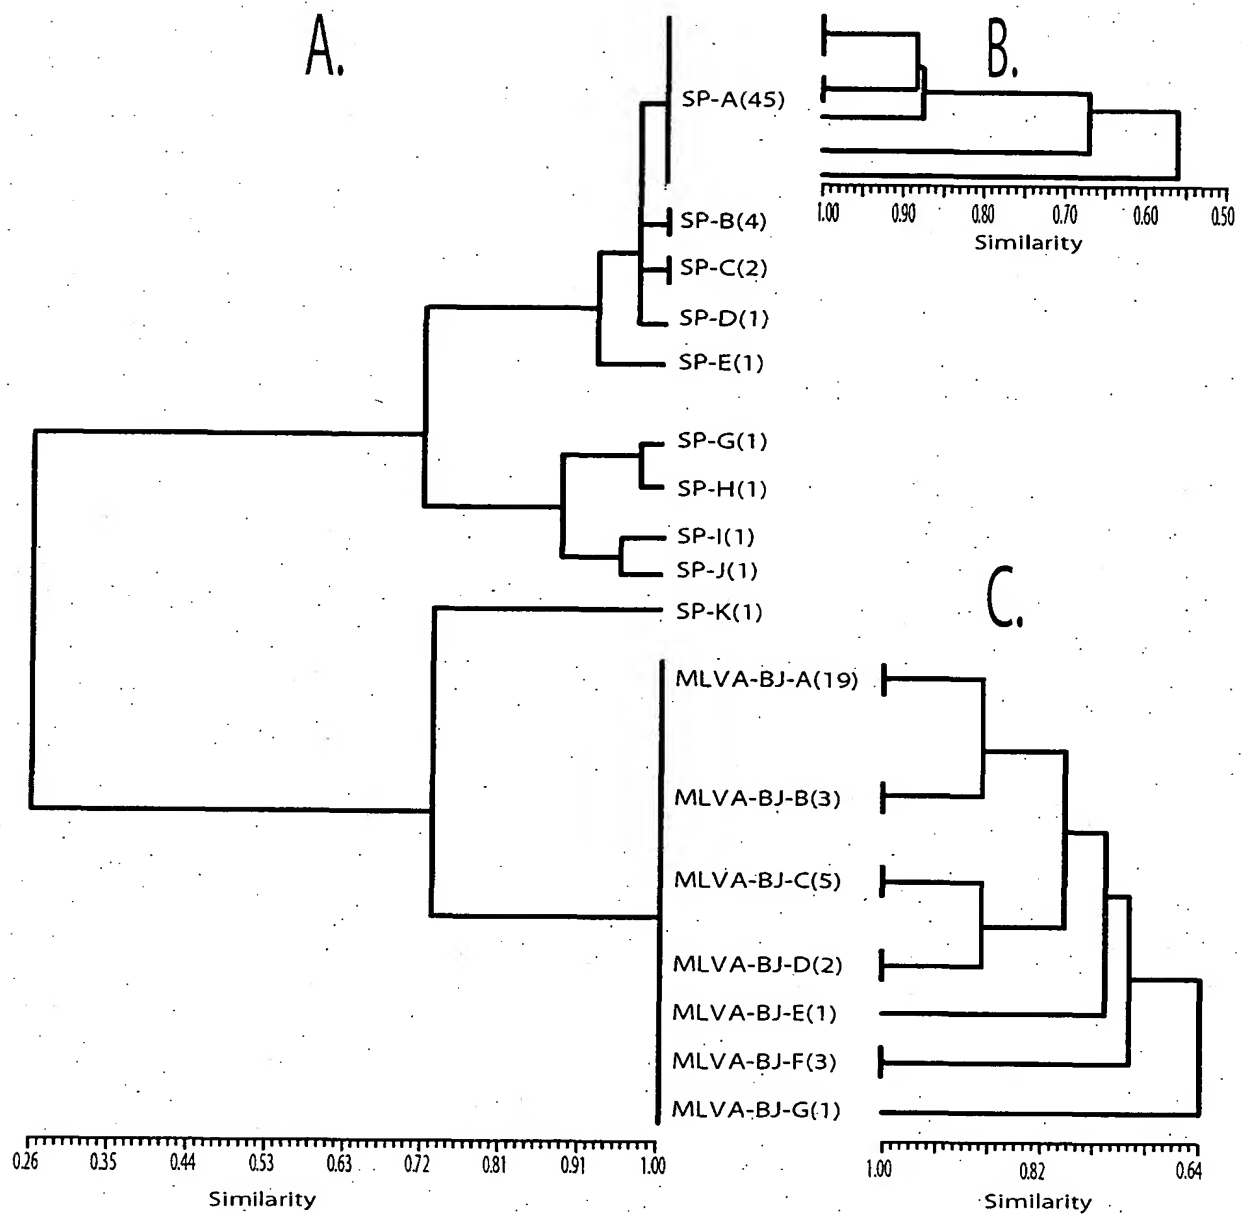 A.
B.
SP-A(45)
1.00 0.90 0.80 0.70 0.60 0.50
Similarity
SP-B(4)
SP-C(2)
SP-D(1)
SP-E(1)
SP-G(1)
SP-H(1)
SP-I(1)
SP-J(1)
SP-K(1)
C.
MLVA-BJ-A(19)
MLVA-BJ-B(3)
MLVA-BJ-C(5)
MLVA-BJ-D(2)
MLVA-BJ-E(1)
MLVA-BJ-F(3)
MLVA-BJ-G(1)
0.26 0.35 0.44 0.53 0.63 0.72 0.81 0.91 1.00
Similarity
1.00 0.82 0.64
Similarity